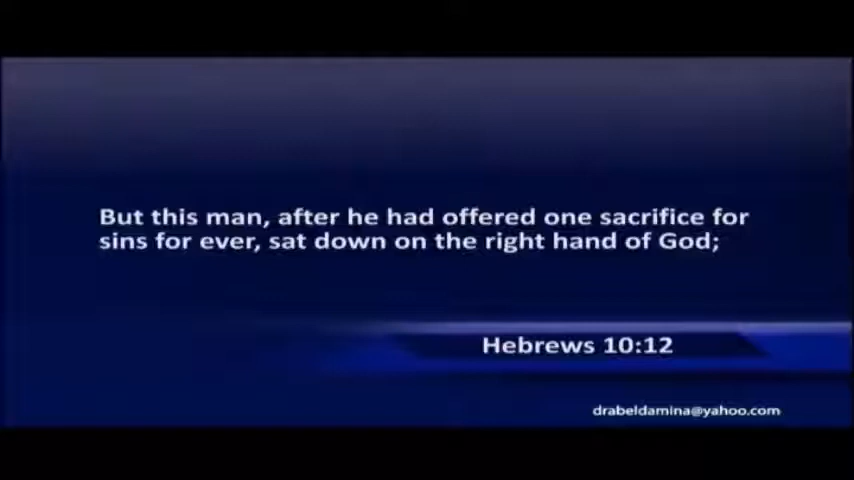 But this man, after he had offered one sacrifice for
sins for ever, sat down on the right hand of God;
Hebrews 10:12
drabeldamina@yahoo.com